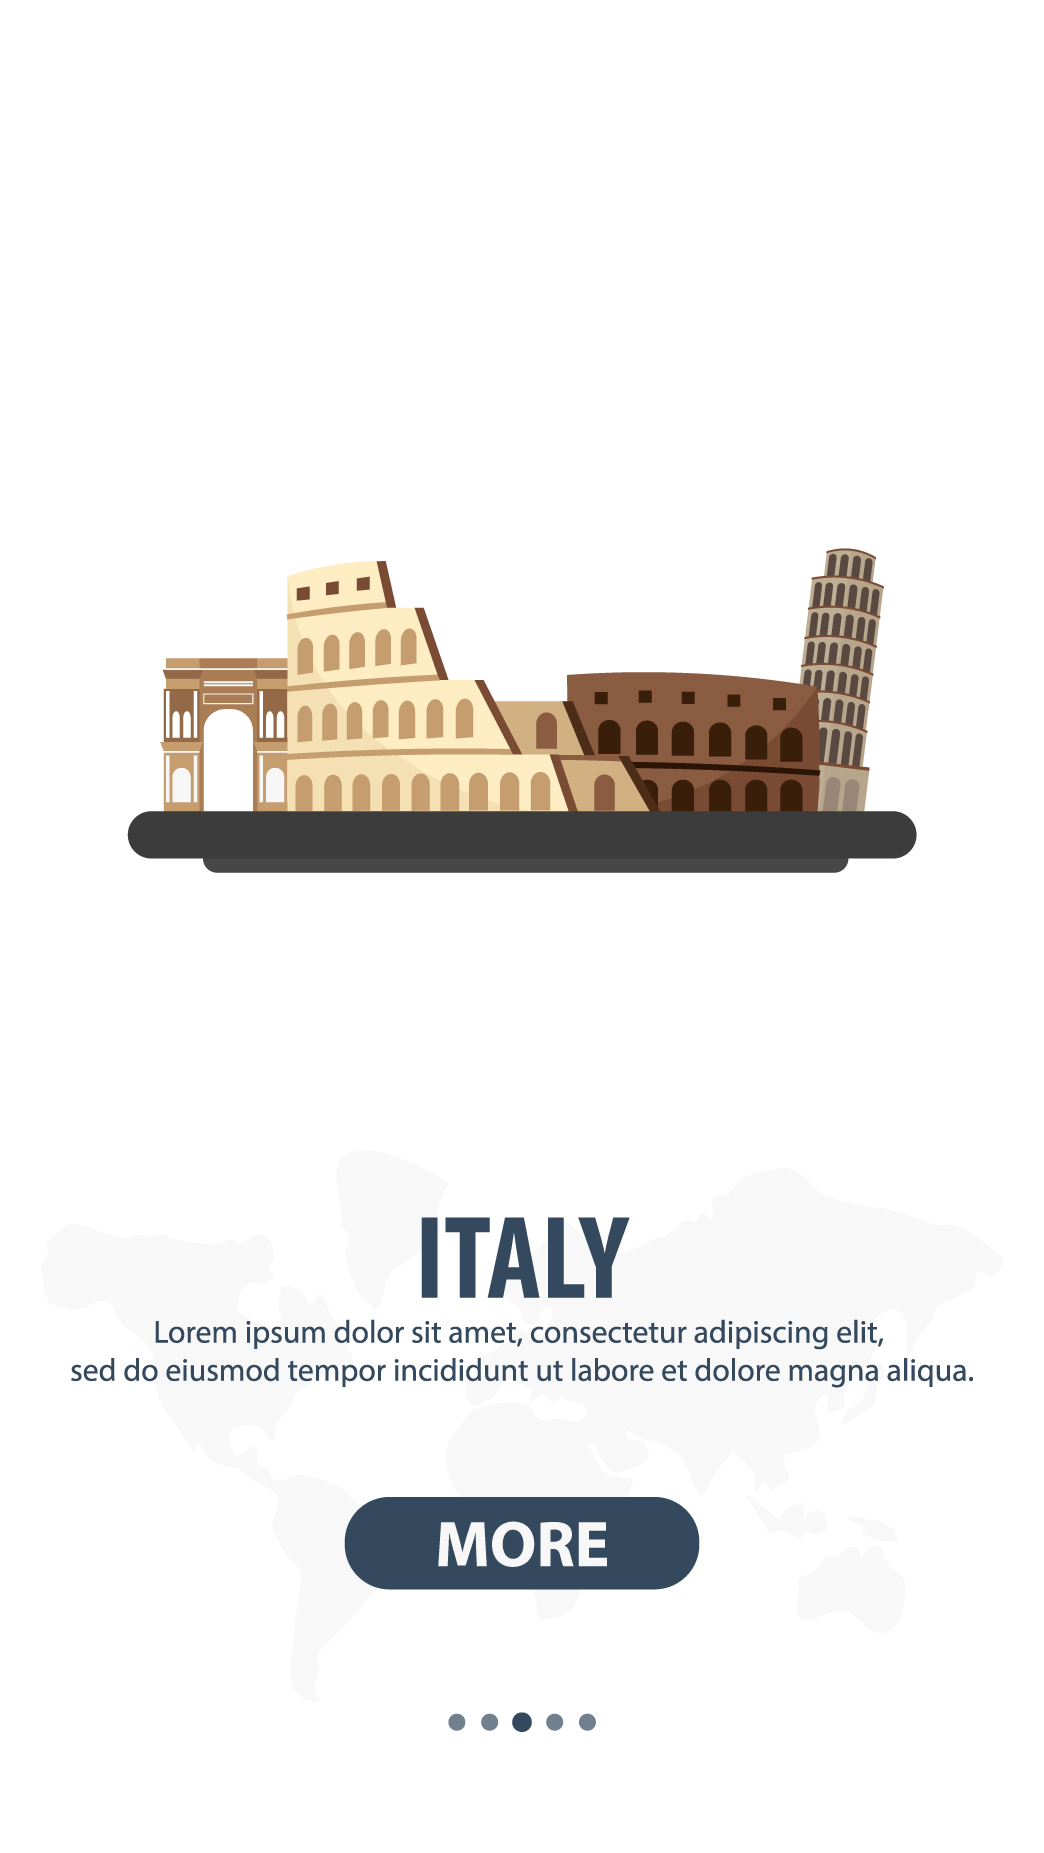 ITALY
Lorem ipsum dolor sit amet, consectetur adipiscing elit,
sed do eiusmod tempor incididunt ut labore et dolore magna aliqua.
MORE